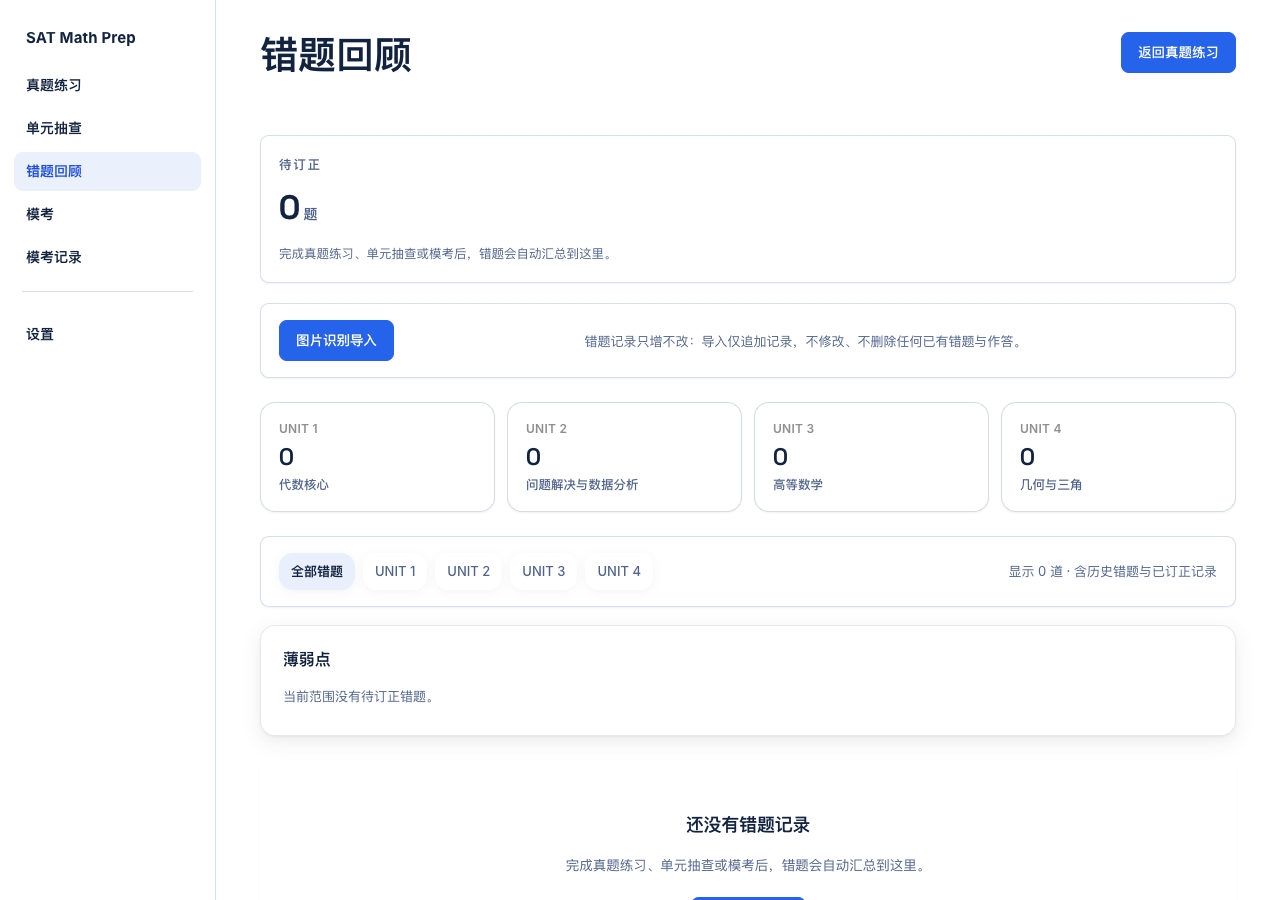 SAT Math Prep
真题练习
单元抽查
错题回顾
模考
模考记录
设置
错题回顾
返回真题练习
待订正
0 题
完成真题练习、单元抽查或模考后，错题会自动汇总到这里。
图片识别导入
错题记录只增不改：导入仅追加记录，不修改、不删除任何已有错题与作答。
UNIT 1
0
代数核心
UNIT 2
0
问题解决与数据分析
UNIT 3
0
高等数学
UNIT 4
0
几何与三角
全部错题 UNIT 1 UNIT 2 UNIT 3 UNIT 4
显示 0 道 · 含历史错题与已订正记录
薄弱点
当前范围没有待订正错题。
还没有错题记录
完成真题练习、单元抽查或模考后，错题会自动汇总到这里。